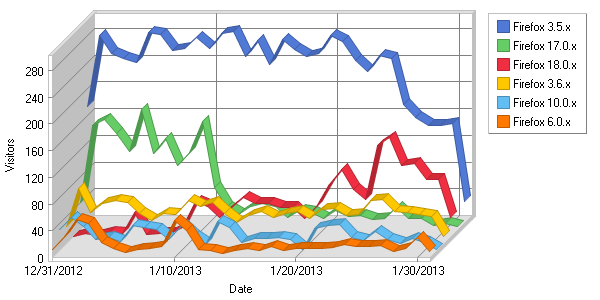 Visitors
280
240
200
160
120
80
40
0
12/31/2012
1/10/2013
1/20/2013
1/30/2013
Date
Firefox 3.5.x
Firefox 17.0.x
Firefox 18.0.x
Firefox 3.6.x
Firefox 10.0.x
Firefox 6.0.x